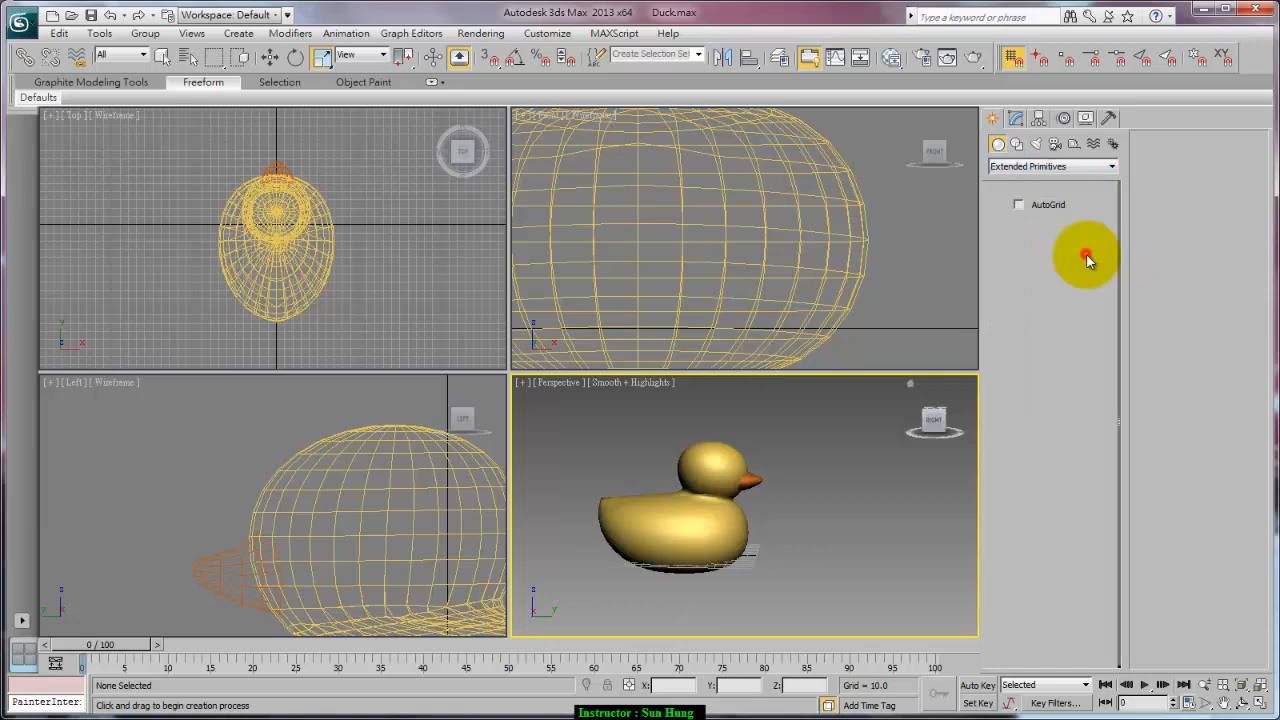 Workspace: Default
Autodesk 3ds Max 2013 x64 Duck.max
Type a keyword or phrase
Edit Tools Group Views Create Modifiers Animation Graph Editors Rendering Customize MAXScript Help
All
View
Create Selection Set
Graphite Modeling Tools Freeform Selection Object Paint
Defaults
[ + ] [ Top ] [ Wireframe ]
TOP
FRONT
Extended Primitives
AutoGrid
[ + ] [ Left ] [ Wireframe ]
LEFT
[ + ] [ Perspective ] [ Smooth + Highlights ]
RIGHT
0 / 100
0 5 10 15 20 25 30 35 40 45 50 55 60 65 70 75 80 85 90 95 100
None Selected
X: Y: Z:
Grid = 10.0
Auto Key
Selected
PainterInter:
Click and drag to begin creation process
Add Time Tag
Set Key
Key Filters...
Instructor : Sun Hung